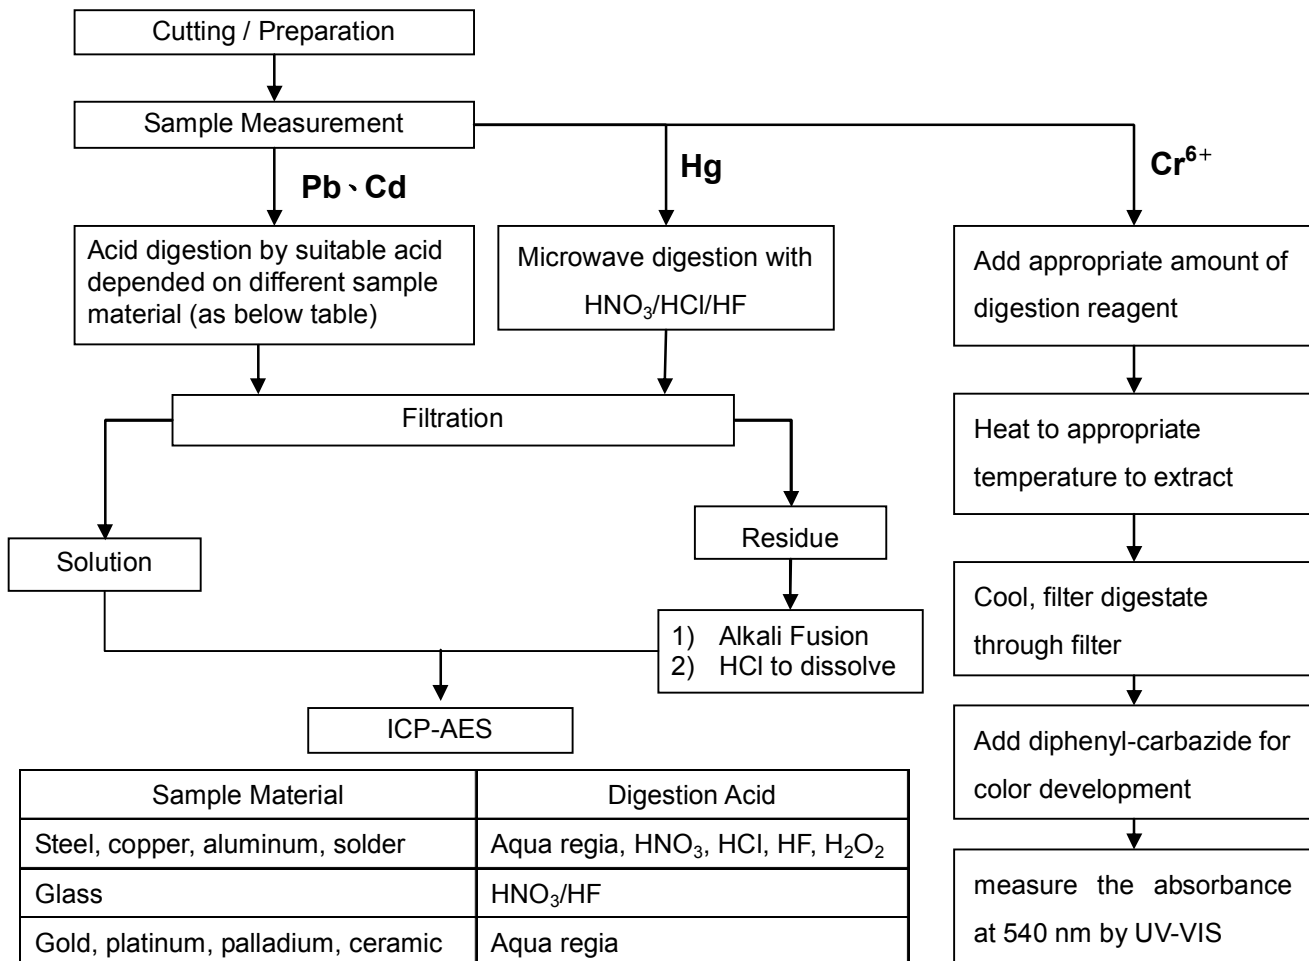 Cutting / Preparation
Sample Measurement
Pb、Cd
Hg
Cr⁶⁺
Acid digestion by suitable acid
depended on different sample
material (as below table)
Microwave digestion with
HNO₃/HCl/HF
Add appropriate amount of
digestion reagent
Filtration
Heat to appropriate
temperature to extract
Solution
Residue
1) Alkali Fusion
2) HCl to dissolve
Cool, filter digestate
through filter
ICP-AES
Add diphenyl-carbazide for
color development
Sample Material Digestion Acid
Steel, copper, aluminum, solder Aqua regia, HNO₃, HCl, HF, H₂O₂
Glass HNO₃/HF
Gold, platinum, palladium, ceramic Aqua regia
measure the absorbance
at 540 nm by UV-VIS